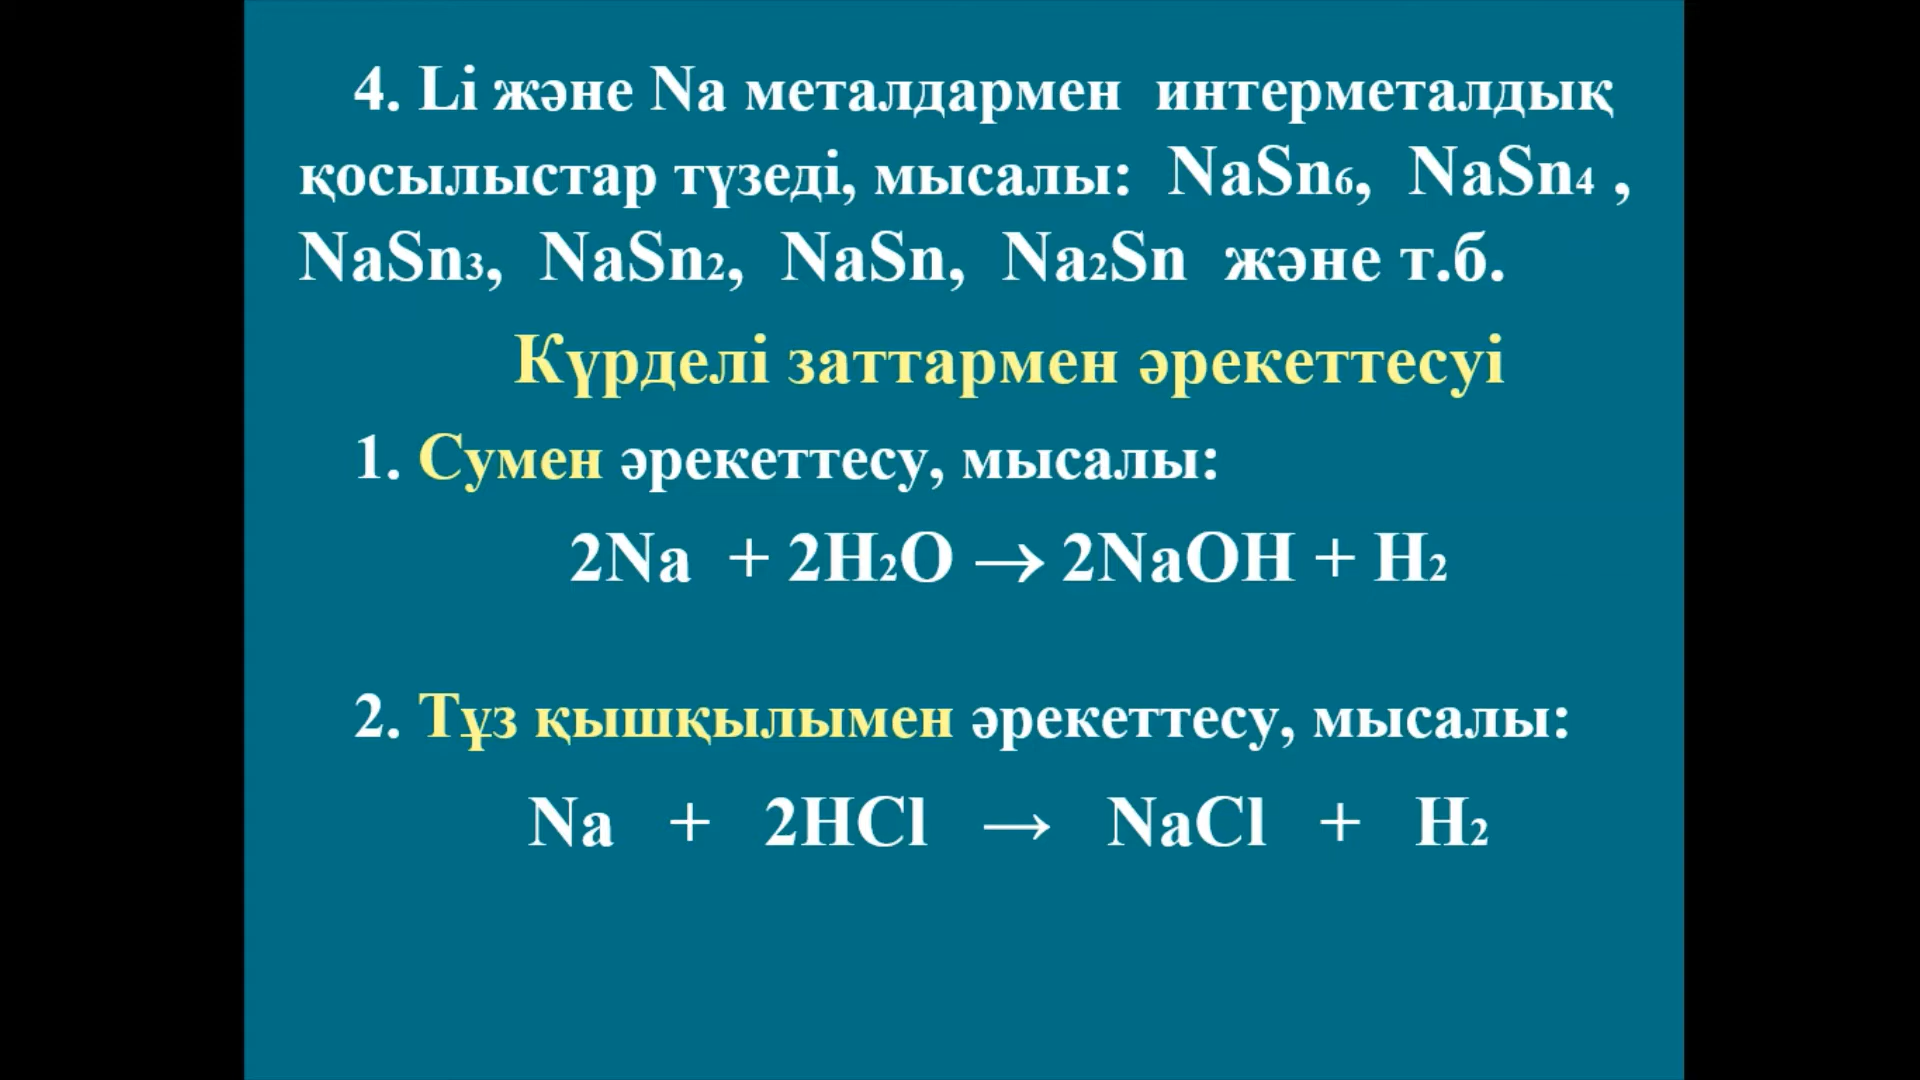 4. Li және Na металдармен интерметалдық
қосылыстар түзеді, мысалы: NaSn6, NaSn4 ,
NaSn3, NaSn2, NaSn, Na2Sn және т.б.
Күрделі заттармен әрекеттесуі
1. Сумен әрекеттесу, мысалы:
2Na + 2H2O → 2NaOH + H2
2. Тұз қышқылымен әрекеттесу, мысалы:
Na + 2HCl → NaCl + H2